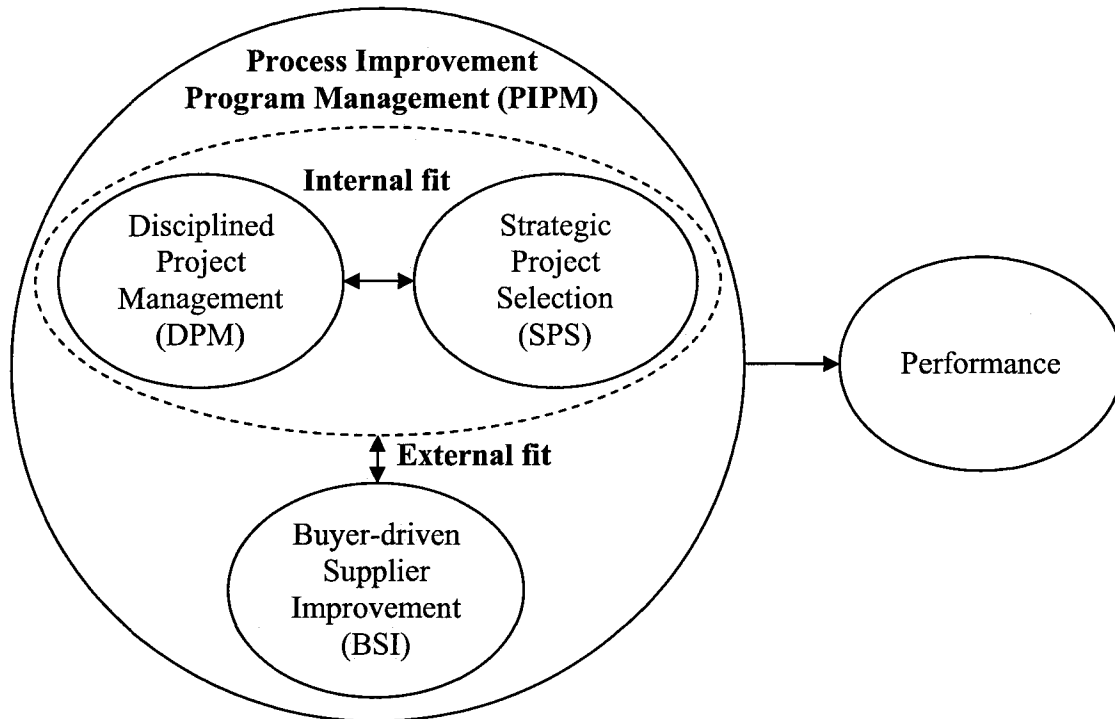 Process Improvement
Program Management (PIPM)
Internal fit
Disciplined
Project
Management
(DPM)
Strategic
Project
Selection
(SPS)
Performance
External fit
Buyer-driven
Supplier
Improvement
(BSI)